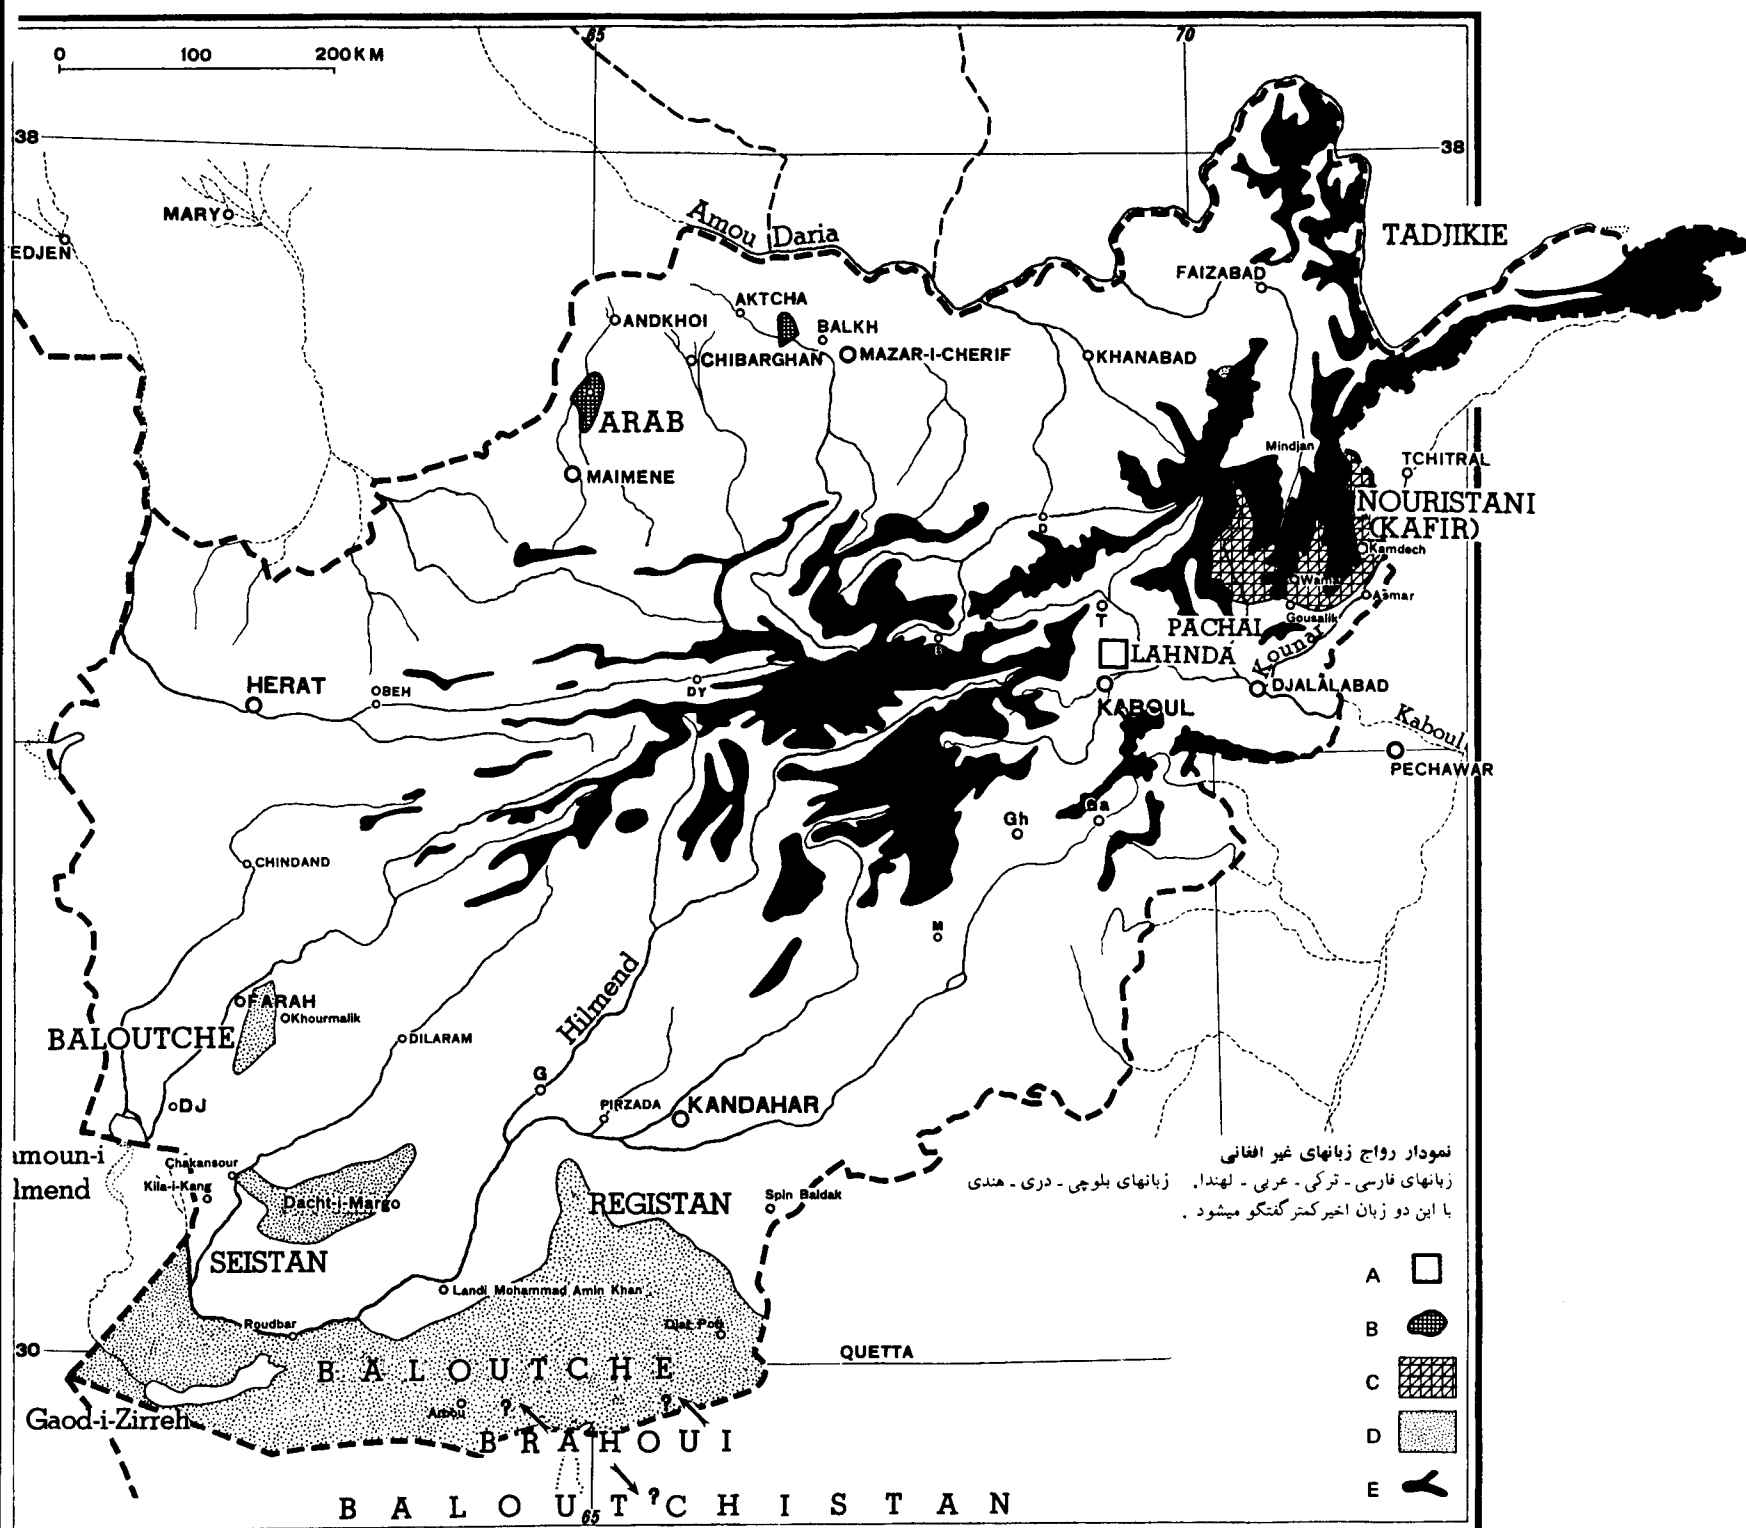 65
70
0 100 200KM
38
38
MARY
EDJEN
Amou Daria
TADJIKIE
FAIZABAD
AKTCHA
ANDKHOI
BALKH
CHIBARGHAN
MAZAR-I-CHERIF
KHANABAD
ARAB
MAIMENE
Mindjan
TCHITRAL
NOURISTANI
(KAFIR)
D
Kamdech
Wama
Asmar
T
Gousalik
PACHAI
Kounar
B
LAHNDA
HERAT
OBEH
DY
DJALALABAD
KABOUL
Kaboul
PECHAWAR
Gh
Ga
CHINDAND
M
FARAH
Khourmalik
Hilmend
BALOUTCHE
DILARAM
G
DJ
PIRZADA
KANDAHAR
amoun-i
lmend
Chakansour
Kila-i-Kang
Dacht-i-Margo
REGISTAN
Spin Baldak
نمودار رواج زبانهای غیر افغانی
زبانهای فارسی ـ ترکی ـ عربی ـ لهندا. زبانهای بلوچی ـ دری ـ هندی
با این دو زبان اخیر کمتر گفتگو میشود .
SEISTAN
A
Landi Mohammad Amin Khan
Roudbar
B
30
QUETTA
BALOUTCHE
C
?
?
Gaod-i-Zirreh
BRAHOUI
D
E
?
BALOUTCHISTAN
65